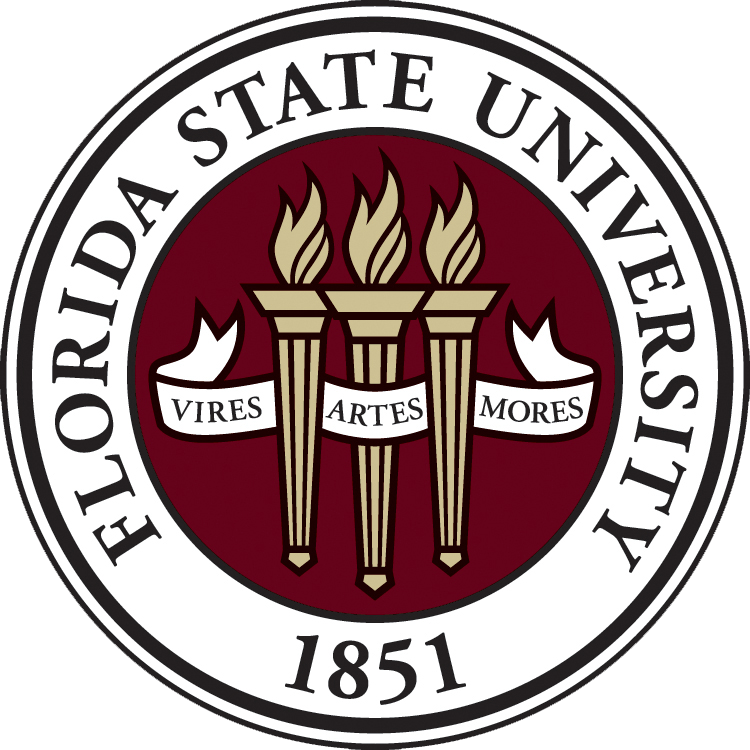 FLORIDA STATE UNIVERSITY
VIRES ARTES MORES
1851